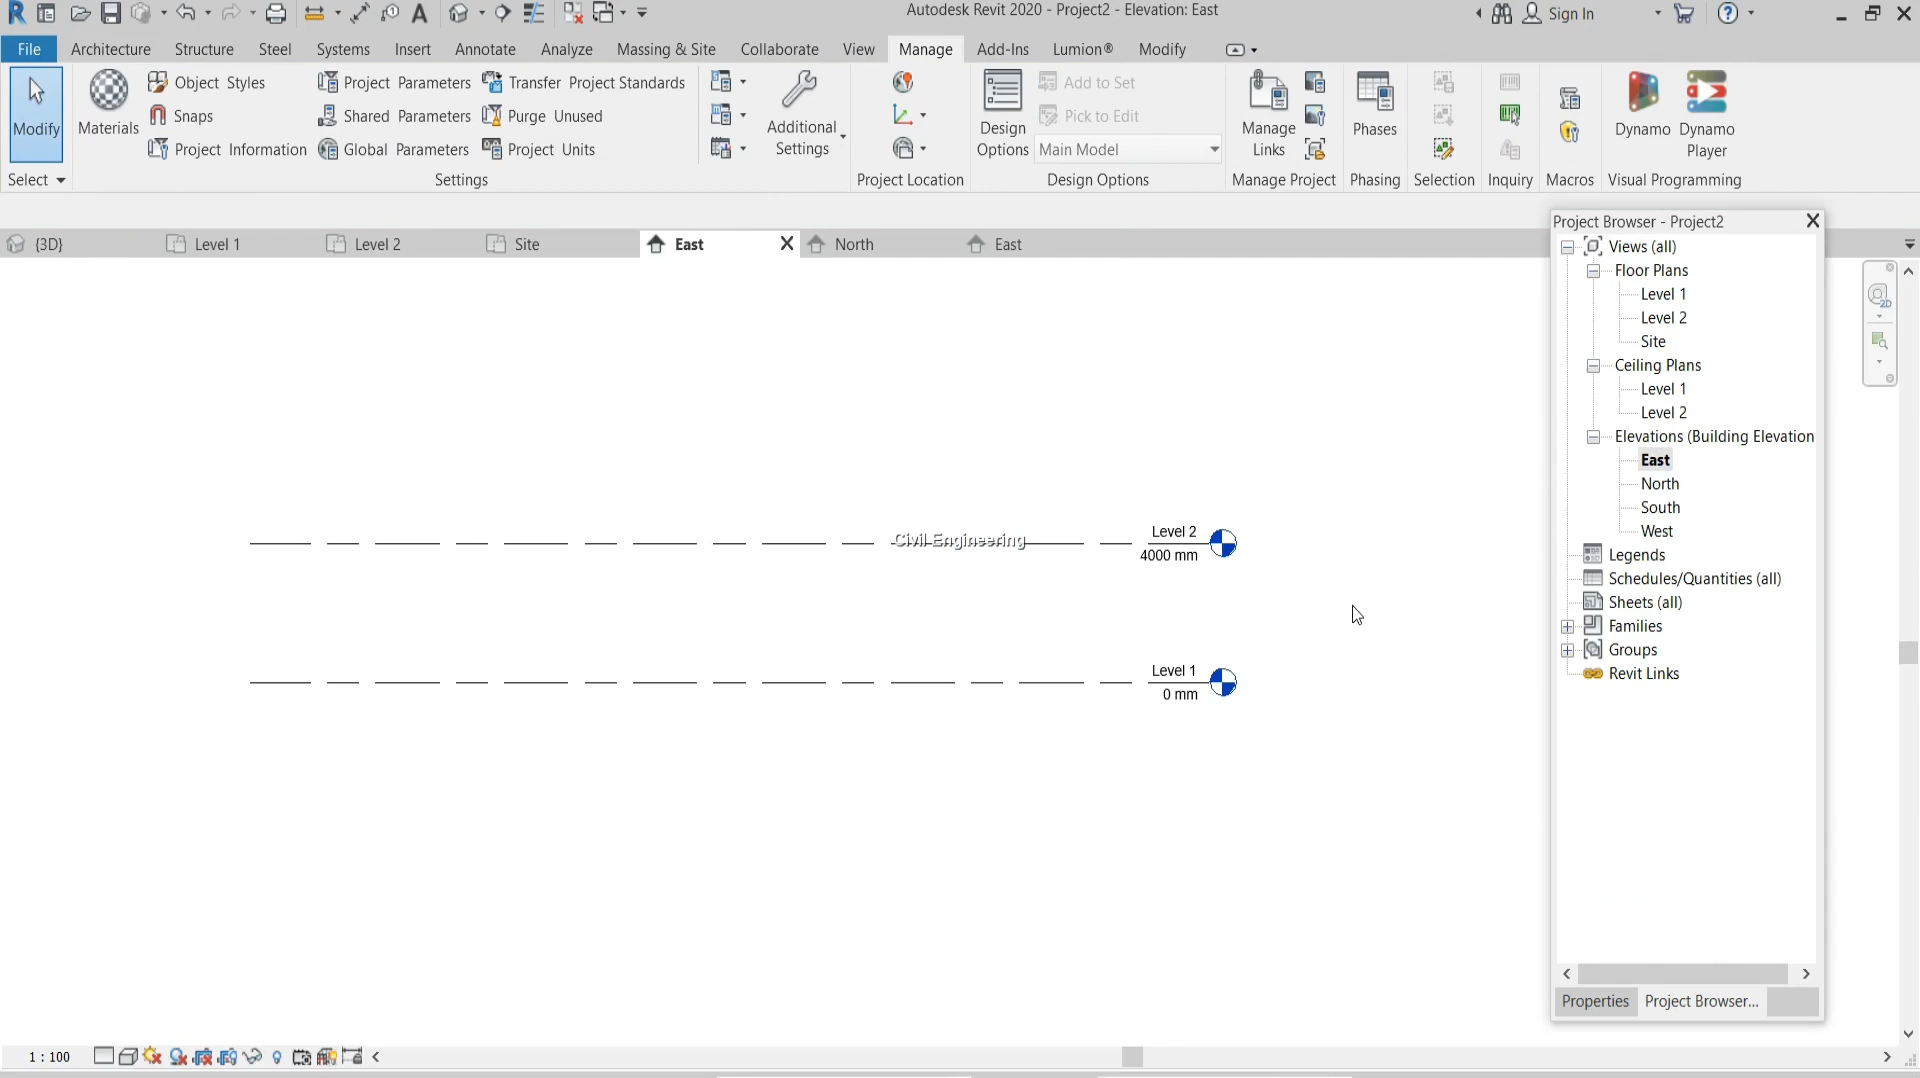 Autodesk Revit 2020 - Project2 - Elevation: East
Sign In
File Architecture Structure Steel Systems Insert Annotate Analyze Massing & Site Collaborate View Manage Add-Ins Lumion® Modify
Modify
Materials
Object Styles
Snaps
Project Information
Project Parameters
Shared Parameters
Global Parameters
Transfer Project Standards
Purge Unused
Project Units
Additional
Settings
Design
Options
Add to Set
Pick to Edit
Main Model
Manage
Links
Phases
Dynamo
Dynamo
Player
Select
Settings
Project Location
Design Options
Manage Project
Phasing
Selection
Inquiry
Macros
Visual Programming
{3D}
Level 1
Level 2
Site
East
North
East
Project Browser - Project2
Views (all)
Floor Plans
Level 1
Level 2
Site
Ceiling Plans
Level 1
Level 2
Elevations (Building Elevation
East
North
South
West
Legends
Schedules/Quantities (all)
Sheets (all)
Families
Groups
Revit Links
Properties
Project Browser...
Level 2
4000 mm
Civil Engineering
Level 1
0 mm
1 : 100